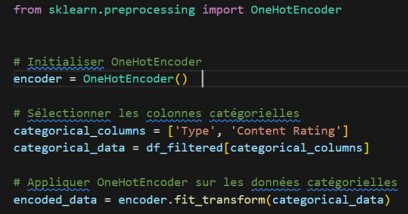 from sklearn.preprocessing import OneHotEncoder
# Initialiser OneHotEncoder
encoder = OneHotEncoder()
# Sélectionner les colonnes catégorielles
categorical_columns = ['Type', 'Content Rating']
categorical_data = df_filtered[categorical_columns]
# Appliquer OneHotEncoder sur les données catégorielles
encoded_data = encoder.fit_transform(categorical_data)